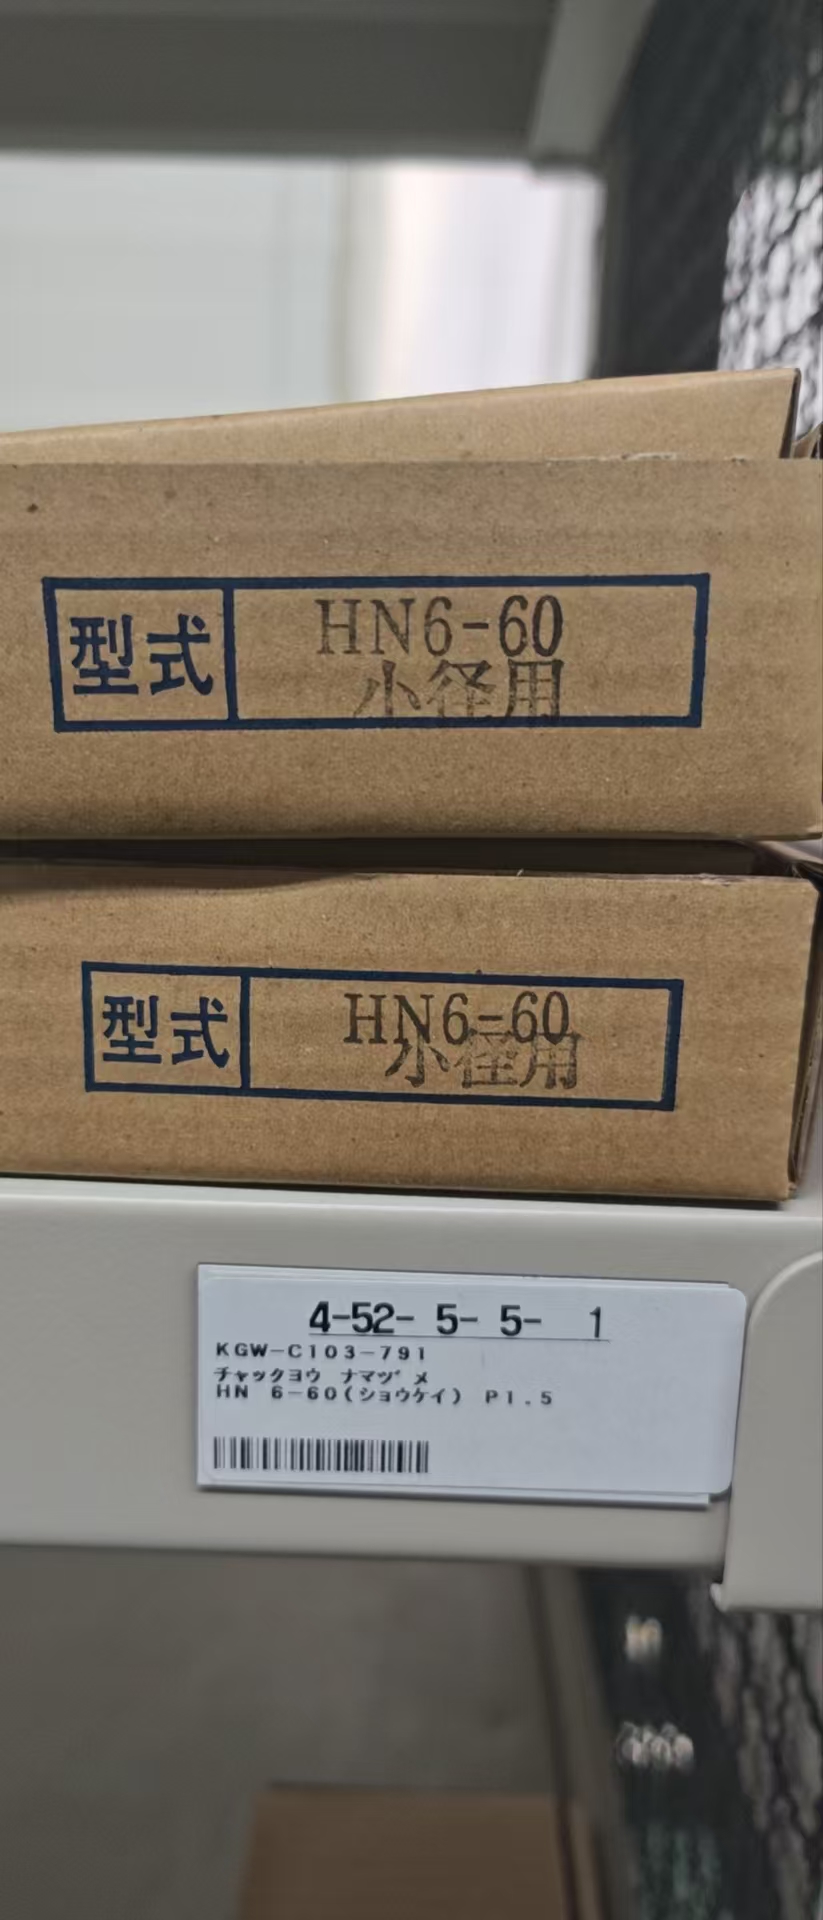 型式 HN6-60
小径用
型式 HN6-60
小径用
4-52- 5- 5- 1
KGW-C103-791
チャックヨウ ナマヅメ
HN 6-60(ショウケイ) P1.5